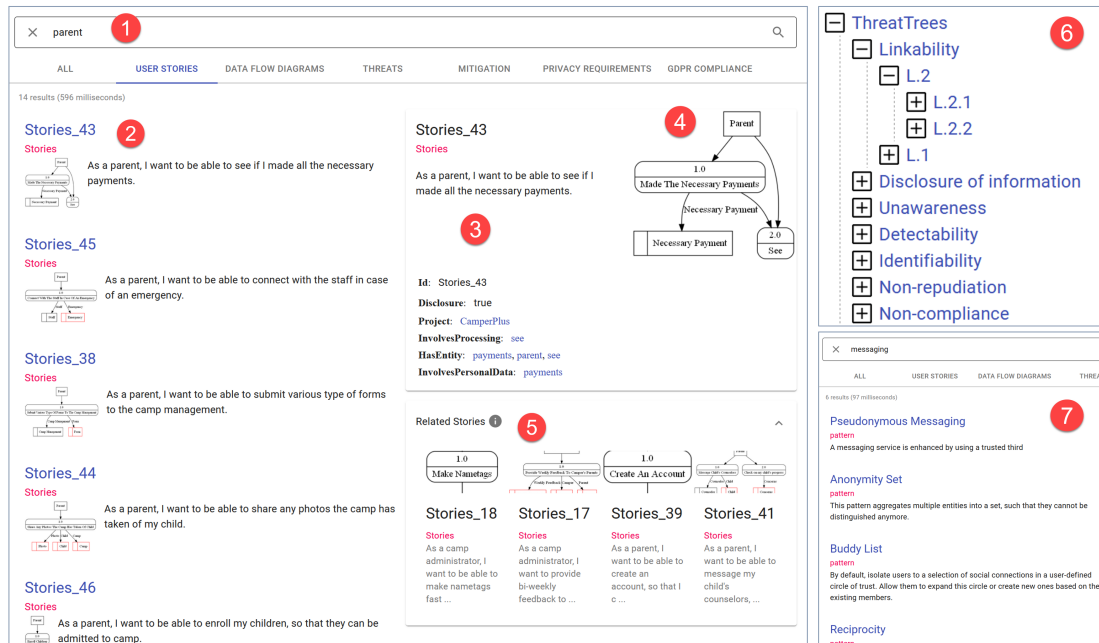 parent
1
ALL USER STORIES DATA FLOW DIAGRAMS THREATS MITIGATION PRIVACY REQUIREMENTS GDPR COMPLIANCE
14 results (596 milliseconds)
Stories_43
2
Stories
As a parent, I want to be able to see if I made all the necessary
payments.
Stories_45
Stories
As a parent, I want to be able to connect with the staff in case
of an emergency.
Stories_38
Stories
As a parent, I want to be able to submit various type of forms
to the camp management.
Stories_44
Stories
As a parent, I want to be able to share any photos the camp has
taken of my child.
Stories_46
Stories
As a parent, I want to be able to enroll my children, so that they can be
admitted to camp.
Stories_43
Stories
As a parent, I want to be able to see if I
made all the necessary payments.
3
4
Parent
1.0
Made The Necessary Payments
Necessary Payment
Necessary Payment
2.0
See
Id: Stories_43
Disclosure: true
Project: CamperPlus
InvolvesProcessing: see
HasEntity: payments, parent, see
InvolvesPersonalData: payments
Related Stories
5
1.0
Make Nametags
1.0
Create An Account
Stories_18
Stories
As a camp
administrator, I
want to be able to
make nametags
fast ...
Stories_17
Stories
As a camp
administrator, I
want to provide
bi-weekly
feedback to ...
Stories_39
Stories
As a parent, I
want to be able to
create an
account, so that I
c ...
Stories_41
Stories
As a parent, I
want to be able to
message my
child's
counselors, ...
ThreatTrees
6
Linkability
L.2
L.2.1
L.2.2
L.1
Disclosure of information
Unawareness
Detectability
Identifiability
Non-repudiation
Non-compliance
messaging
ALL USER STORIES DATA FLOW DIAGRAMS THREA
6 results (97 milliseconds)
7
Pseudonymous Messaging
pattern
A messaging service is enhanced by using a trusted third
Anonymity Set
pattern
This pattern aggregates multiple entities into a set, such that they cannot be
distinguished anymore.
Buddy List
pattern
By default, isolate users to a selection of social connections in a user-defined
circle of trust. Allow them to expand this circle or create new ones based on the
existing members.
Reciprocity
pattern